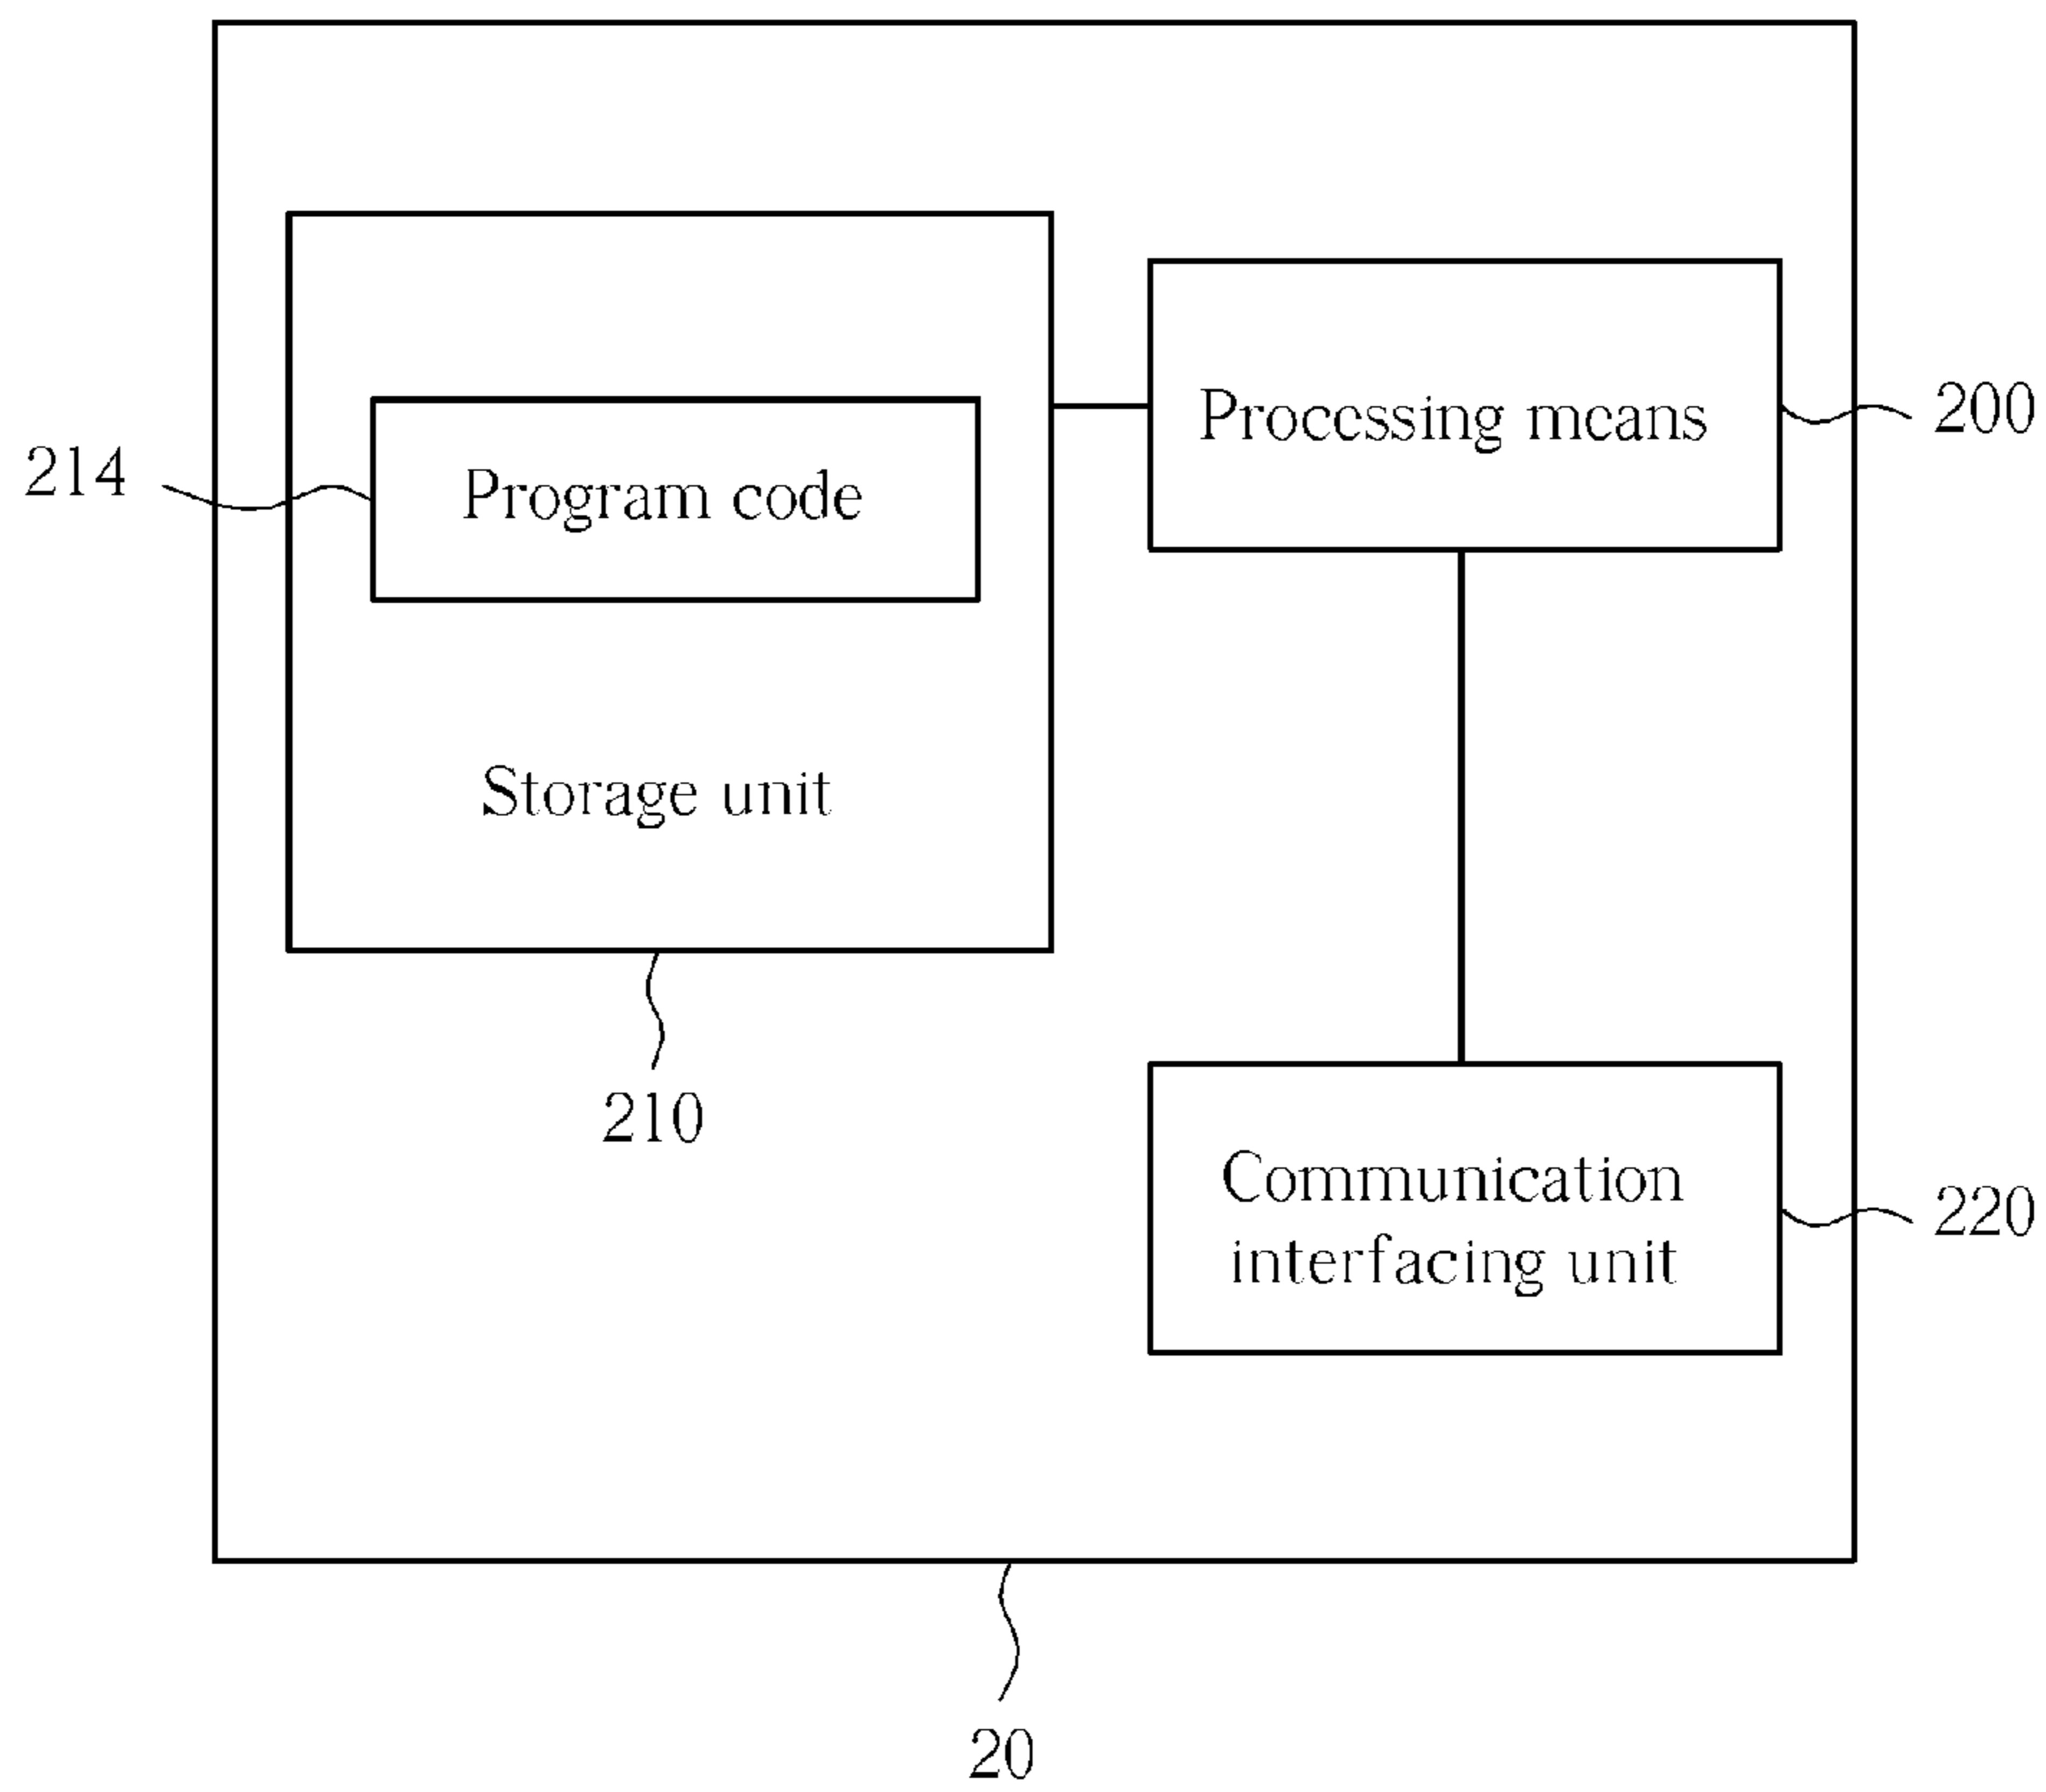 Processing means
200
214
Program code
Storage unit
210
Communication
interfacing unit
220
20